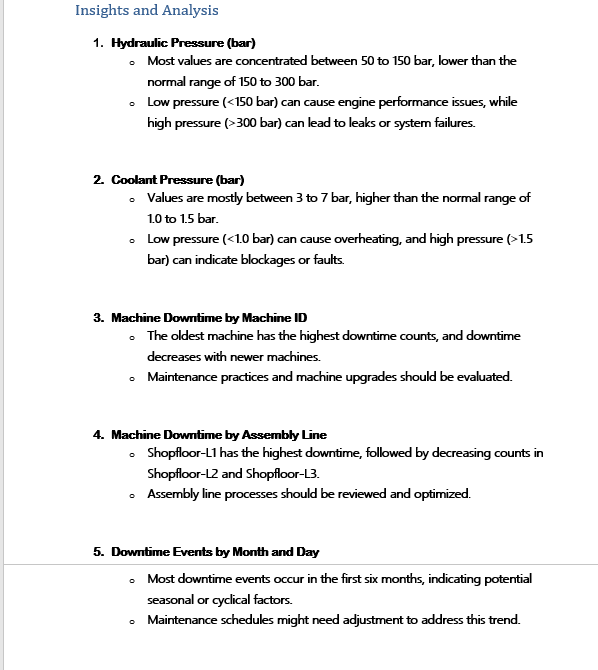 Insights and Analysis
1. Hydraulic Pressure (bar)
o Most values are concentrated between 50 to 150 bar, lower than the
normal range of 150 to 300 bar.
o Low pressure (<150 bar) can cause engine performance issues, while
high pressure (>300 bar) can lead to leaks or system failures.
2. Coolant Pressure (bar)
o Values are mostly between 3 to 7 bar, higher than the normal range of
1.0 to 1.5 bar.
o Low pressure (<1.0 bar) can cause overheating, and high pressure (>1.5
bar) can indicate blockages or faults.
3. Machine Downtime by Machine ID
o The oldest machine has the highest downtime counts, and downtime
decreases with newer machines.
o Maintenance practices and machine upgrades should be evaluated.
4. Machine Downtime by Assembly Line
o Shopfloor-L1 has the highest downtime, followed by decreasing counts in
Shopfloor-L2 and Shopfloor-L3.
o Assembly line processes should be reviewed and optimized.
5. Downtime Events by Month and Day
o Most downtime events occur in the first six months, indicating potential
seasonal or cyclical factors.
o Maintenance schedules might need adjustment to address this trend.